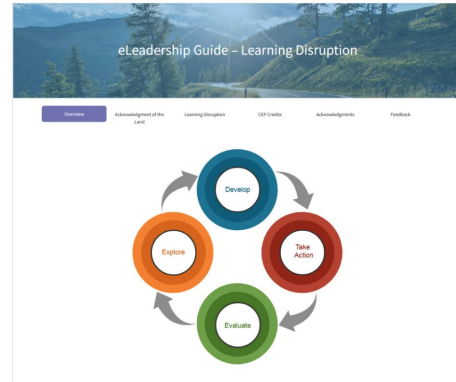 eLeadership Guide – Learning Disruption
Overview
Acknowledgment of the
Land
Learning Disruption
CEP Credits
Acknowledgments
Feedback
Develop
Explore
Take
Action
Evaluate